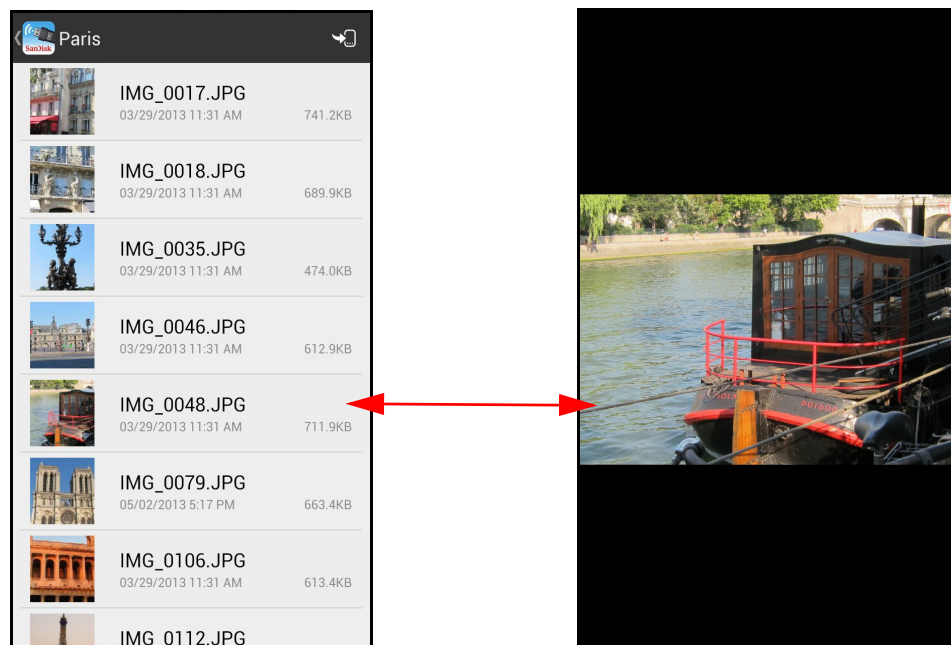 SanDisk
Paris
IMG_0017.JPG
03/29/2013 11:31 AM 741.2KB
IMG_0018.JPG
03/29/2013 11:31 AM 689.9KB
IMG_0035.JPG
03/29/2013 11:31 AM 474.0KB
IMG_0046.JPG
03/29/2013 11:31 AM 612.9KB
IMG_0048.JPG
03/29/2013 11:31 AM 711.9KB
IMG_0079.JPG
05/02/2013 5:17 PM 663.4KB
IMG_0106.JPG
03/29/2013 11:31 AM 613.4KB
IMG_0112.JPG